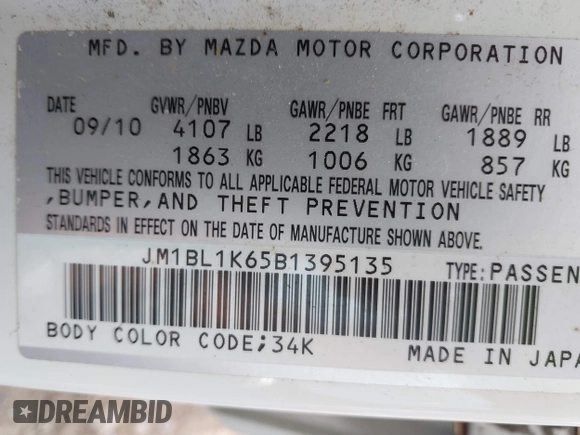 MFD. BY MAZDA MOTOR CORPORATION
DATE GVWR/PNBV GAWR/PNBE FRT GAWR/PNBE RR
09/10 4107 LB 2218 LB 1889 LB
1863 KG 1006 KG 857 KG
THIS VEHICLE CONFORMS TO ALL APPLICABLE FEDERAL MOTOR VEHICLE SAFETY
,BUMPER,AND THEFT PREVENTION
STANDARDS IN EFFECT ON THE DATE OF MANUFACTURE SHOWN ABOVE.
JM1BL1K65B1395135 TYPE:PASSEN
BODY COLOR CODE;34K MADE IN JAPA
DREAMBID